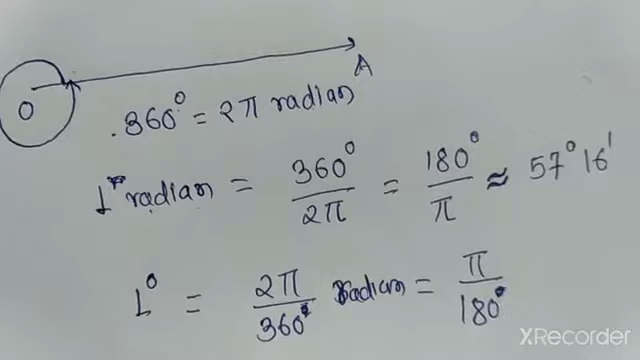 A
O
.360° = 2π radian
1 radian = 360°/2π = 180°/π ≈ 57° 16'
1° = 2π/360° radian = π/180°
XRecorder